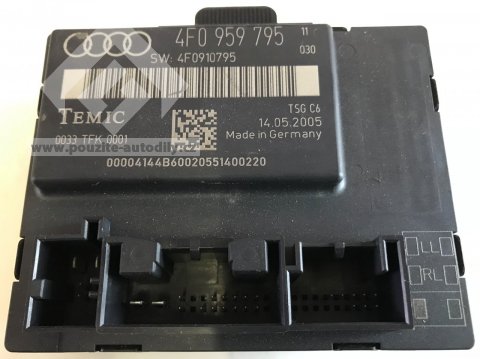 4F0 959 795 11
SW: 4F0910795 030
TEMIC
TSG C6
14.05.2005
0033 TFK 0001
Made in Germany
www.pouzite-autodily.cz
00004144B60020551400220
LL
RL